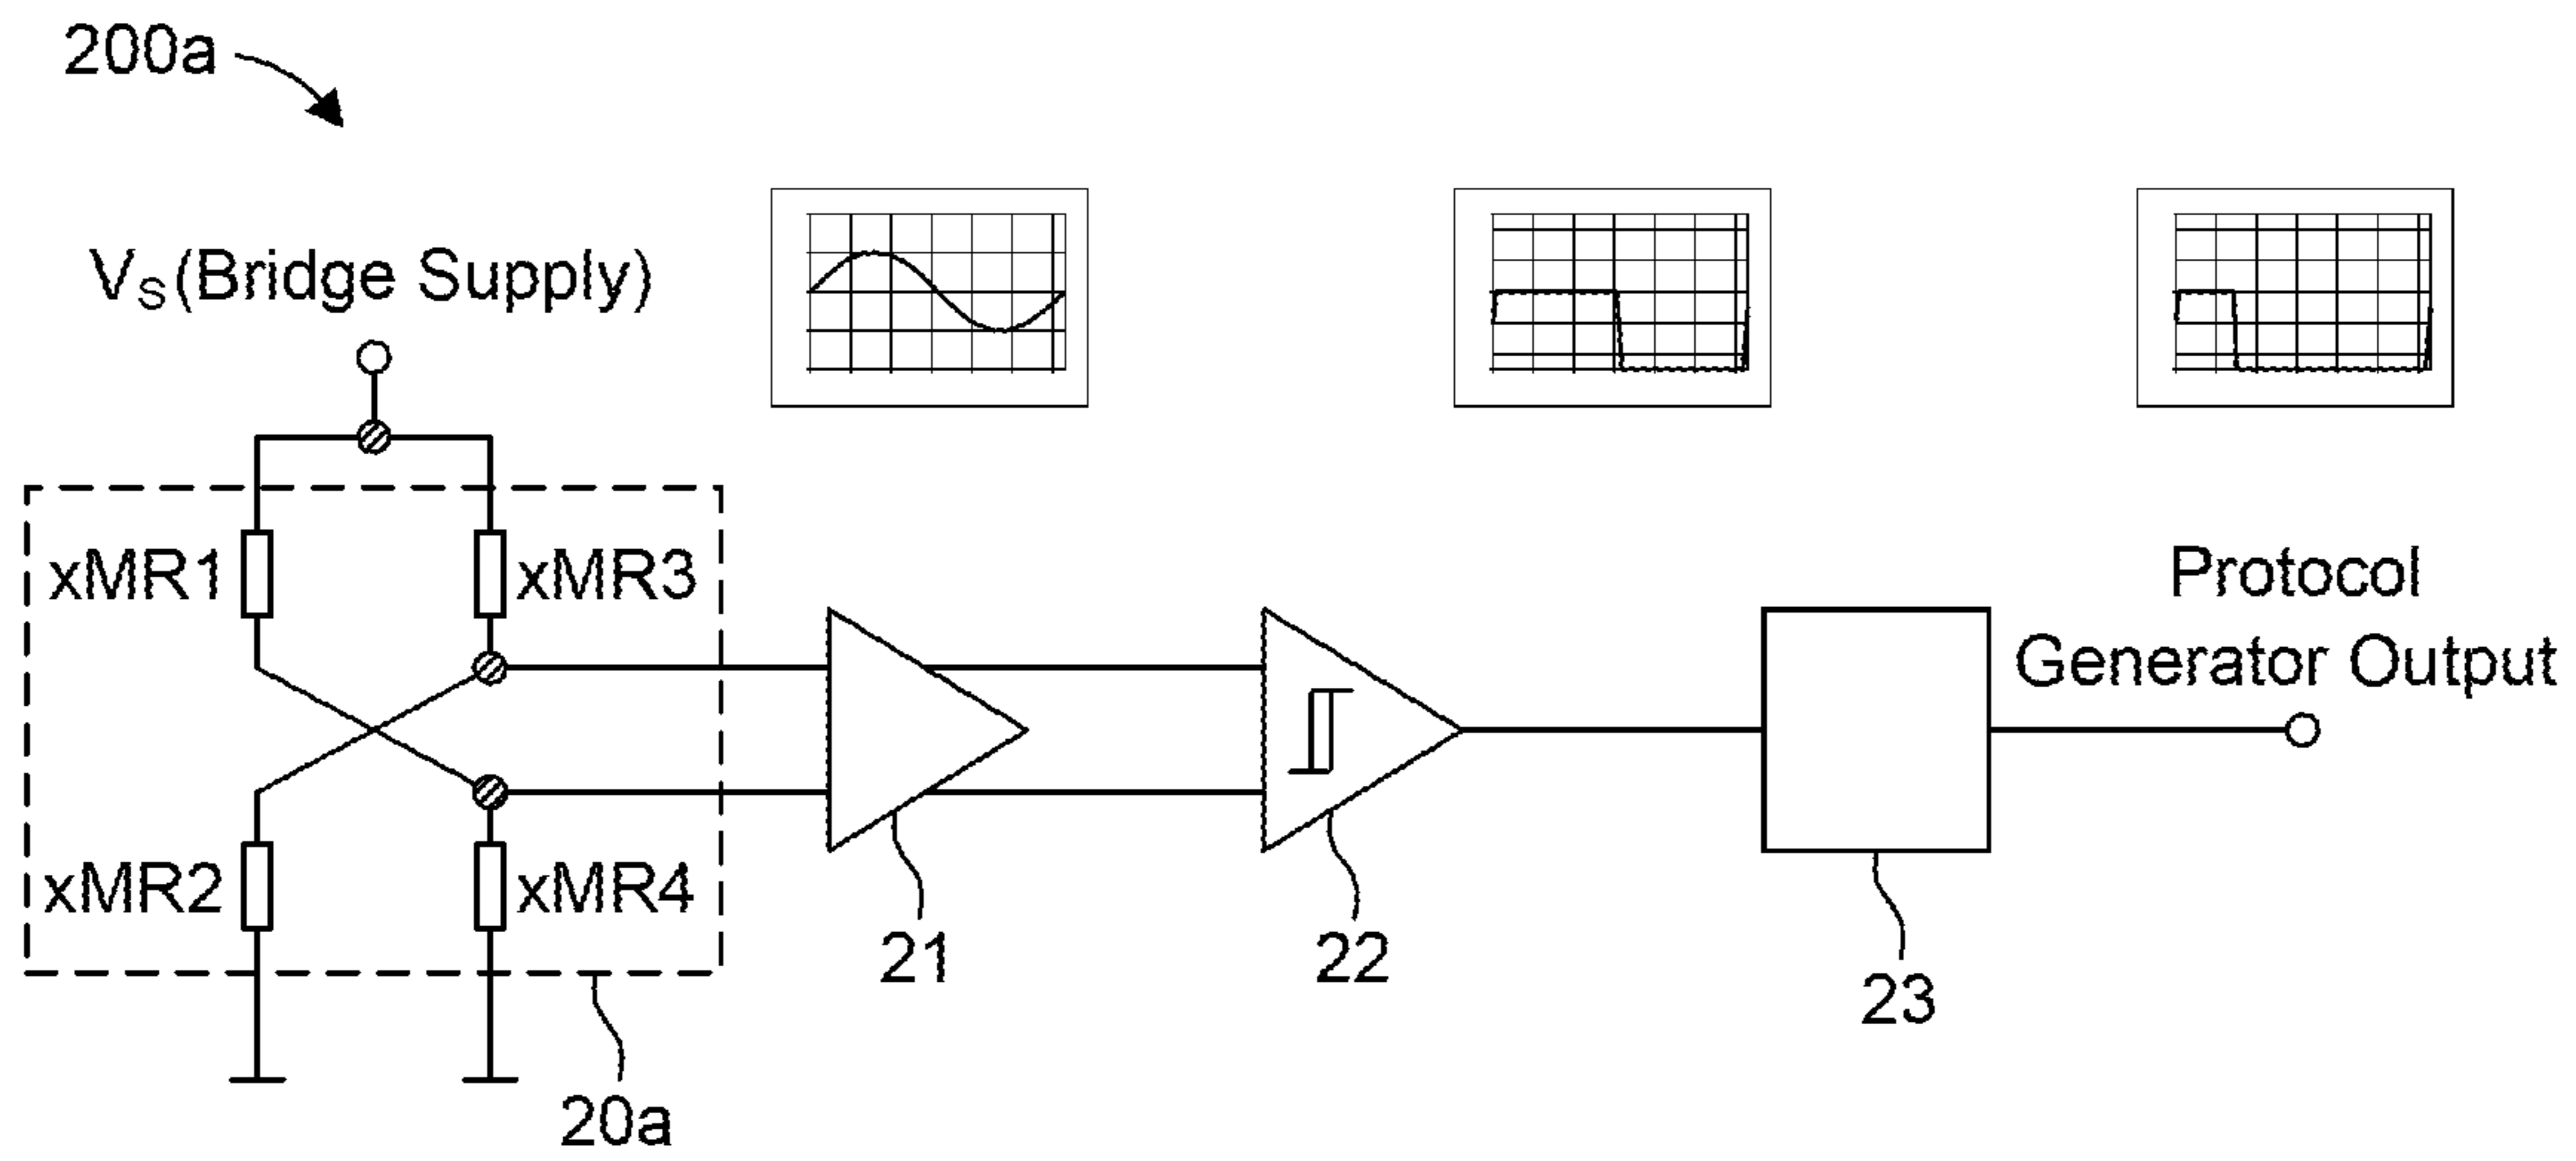 200a
VS(Bridge Supply)
xMR1
xMR3
xMR2
xMR4
20a
21
22
23
Protocol
Generator Output